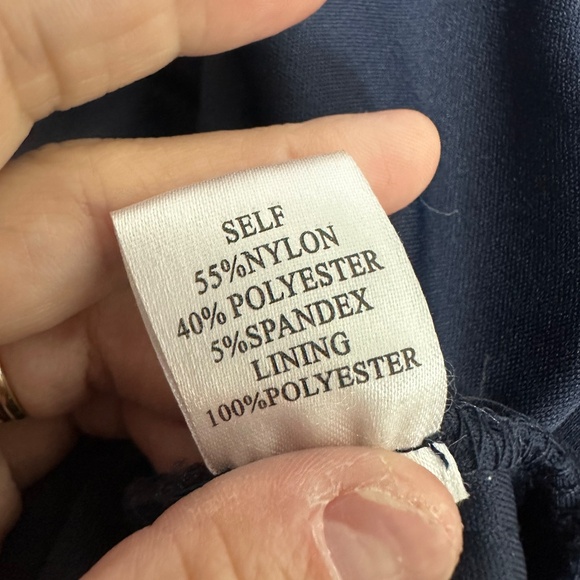 SELF
55%NYLON
40% POLYESTER
5%SPANDEX
LINING
100%POLYESTER